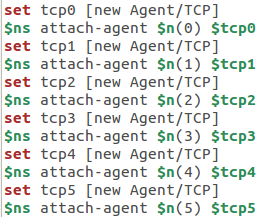 set tcp0 [new Agent/TCP]
$ns attach-agent $n(0) $tcp0
set tcp1 [new Agent/TCP]
$ns attach-agent $n(1) $tcp1
set tcp2 [new Agent/TCP]
$ns attach-agent $n(2) $tcp2
set tcp3 [new Agent/TCP]
$ns attach-agent $n(3) $tcp3
set tcp4 [new Agent/TCP]
$ns attach-agent $n(4) $tcp4
set tcp5 [new Agent/TCP]
$ns attach-agent $n(5) $tcp5